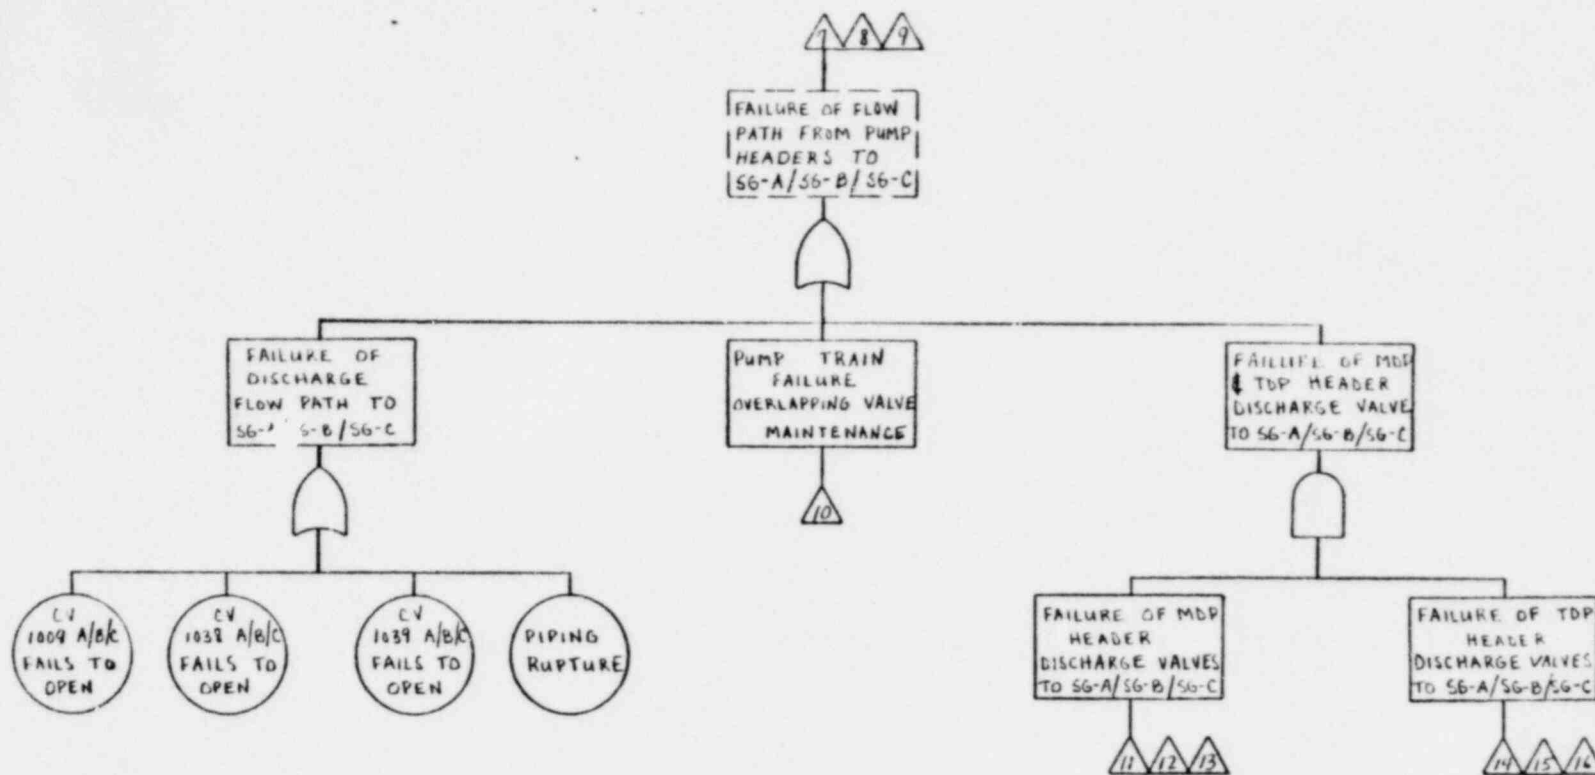 7 8 9
FAILURE OF FLOW
PATH FROM PUMP
HEADERS TO
SG-A/SG-B/SG-C
FAILURE OF
DISCHARGE
FLOW PATH TO
-B/SG-C
PUMP TRAIN
FAILURE
OVERLAPPING VALVE
MAINTENANCE
10
FAILURE OF MDP
& TDP HEADER
DISCHARGE VALVE
TO SG-A/SG-B/SG-C
CV
1009 A/B/C
FAILS TO
OPEN
CV
1038 A/B/C
FAILS TO
OPEN
CV
1039 A/B/C
FAILS TO
OPEN
PIPING
RUPTURE
FAILURE OF MDP
HEADER
DISCHARGE VALVES
TO SG-A/SG-B/SG-C
11 12 13
FAILURE OF TDP
HEADER
DISCHARGE VALVES
TO SG-A/SG-B/SG-C
14 15 16